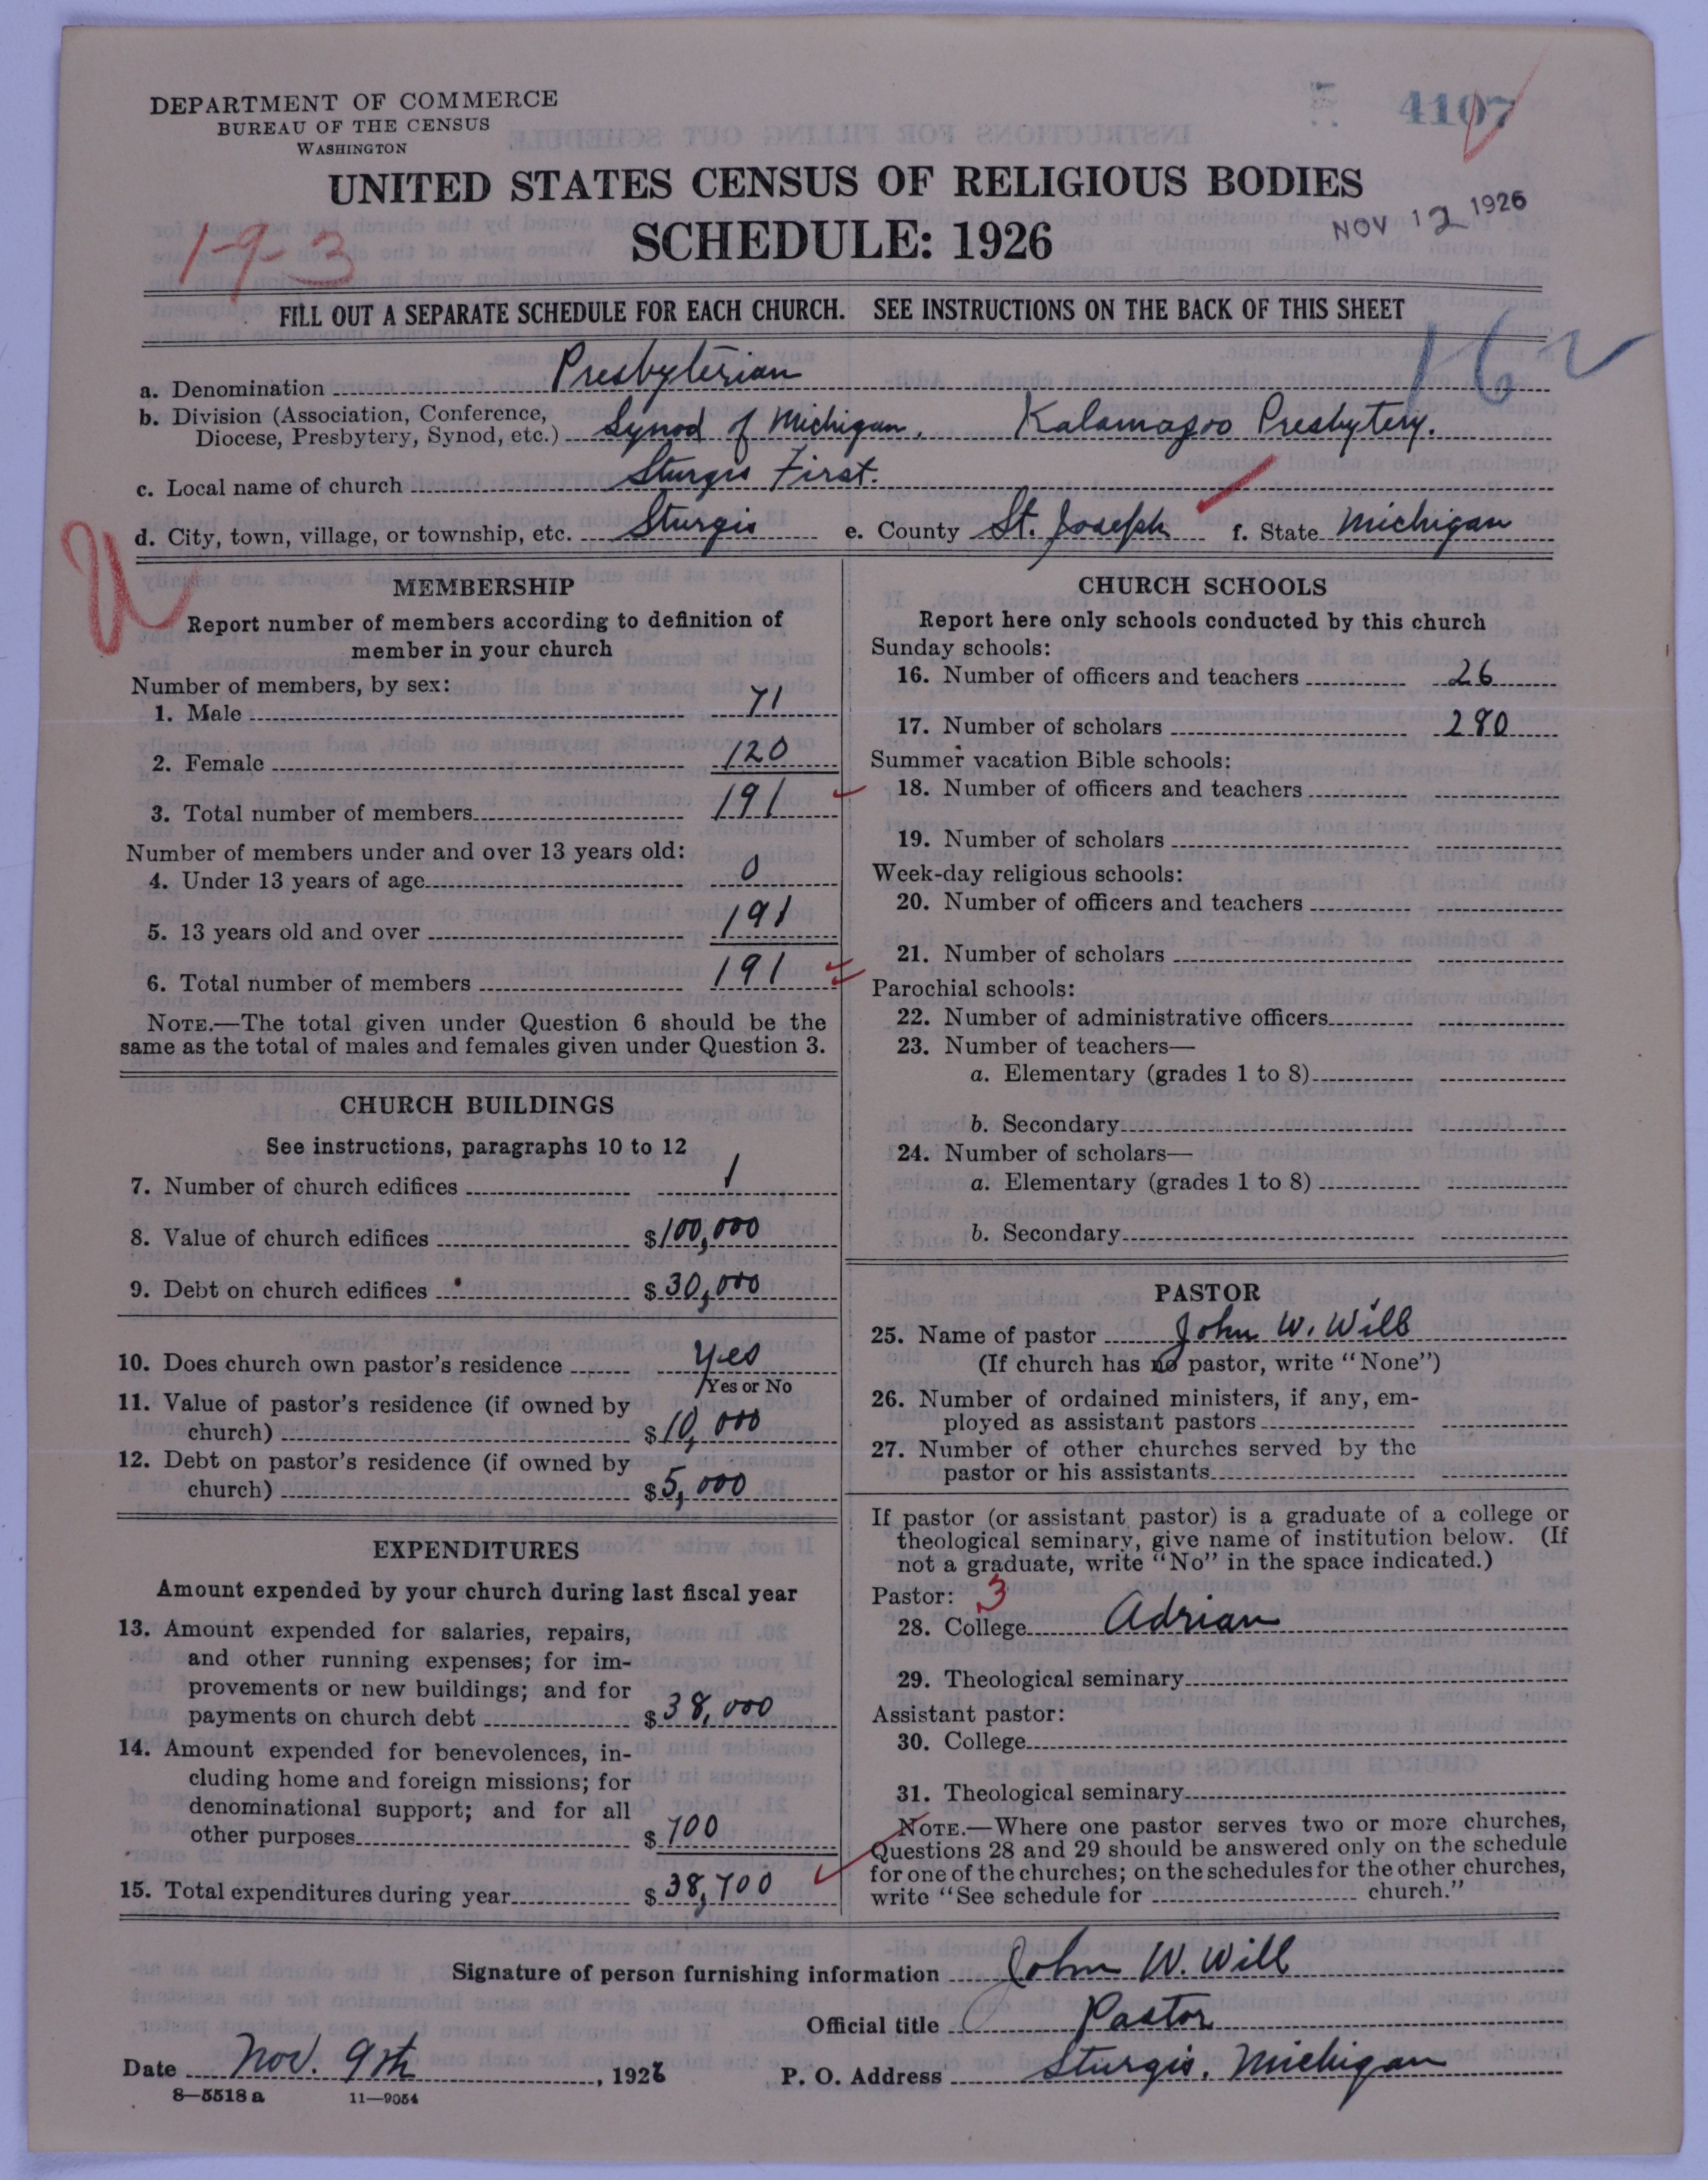 DEPARTMENT OF COMMERCE
BUREAU OF THE CENSUS
WASHINGTON
4107
UNITED STATES CENSUS OF RELIGIOUS BODIES
SCHEDULE: 1926
NOV 12 1926
1-9-3
FILL OUT A SEPARATE SCHEDULE FOR EACH CHURCH. SEE INSTRUCTIONS ON THE BACK OF THIS SHEET
16
a. Denomination Presbyterian
b. Division (Association, Conference,
Diocese, Presbytery, Synod, etc.) Synod of Michigan, Kalamazoo Presbytery.
c. Local name of church Sturgis First.
d. City, town, village, or township, etc. Sturgis e. County St. Joseph f. State Michigan
MEMBERSHIP
Report number of members according to definition of
member in your church
Number of members, by sex:
1. Male 71
2. Female 120
3. Total number of members 191
Number of members under and over 13 years old:
4. Under 13 years of age 0
5. 13 years old and over 191
6. Total number of members 191
NOTE.—The total given under Question 6 should be the
same as the total of males and females given under Question 3.
CHURCH BUILDINGS
See instructions, paragraphs 10 to 12
7. Number of church edifices 1
8. Value of church edifices $100,000
9. Debt on church edifices $30,000
10. Does church own pastor's residence yes
Yes or No
11. Value of pastor's residence (if owned by
church) $10,000
12. Debt on pastor's residence (if owned by
church) $5,000
EXPENDITURES
Amount expended by your church during last fiscal year
13. Amount expended for salaries, repairs,
and other running expenses; for im-
provements or new buildings; and for
payments on church debt $38,000
14. Amount expended for benevolences, in-
cluding home and foreign missions; for
denominational support; and for all
other purposes $700
15. Total expenditures during year $38,700
CHURCH SCHOOLS
Report here only schools conducted by this church
Sunday schools:
16. Number of officers and teachers 26
17. Number of scholars 280
Summer vacation Bible schools:
18. Number of officers and teachers
19. Number of scholars
Week-day religious schools:
20. Number of officers and teachers
21. Number of scholars
Parochial schools:
22. Number of administrative officers
23. Number of teachers—
a. Elementary (grades 1 to 8)
b. Secondary
24. Number of scholars—
a. Elementary (grades 1 to 8)
b. Secondary
PASTOR
25. Name of pastor John W. Will
(If church has no pastor, write "None")
26. Number of ordained ministers, if any, em-
ployed as assistant pastors
27. Number of other churches served by the
pastor or his assistants
If pastor (or assistant pastor) is a graduate of a college or
theological seminary, give name of institution below. (If
not a graduate, write "No" in the space indicated.)
Pastor: 3
28. College Adrian
29. Theological seminary
Assistant pastor:
30. College
31. Theological seminary
NOTE.—Where one pastor serves two or more churches,
Questions 28 and 29 should be answered only on the schedule
for one of the churches; on the schedules for the other churches,
write "See schedule for church."
Signature of person furnishing information John W. Will
Official title Pastor
Date Nov. 9th, 1926 P. O. Address Sturgis, Michigan
8—5518 a 11—9054